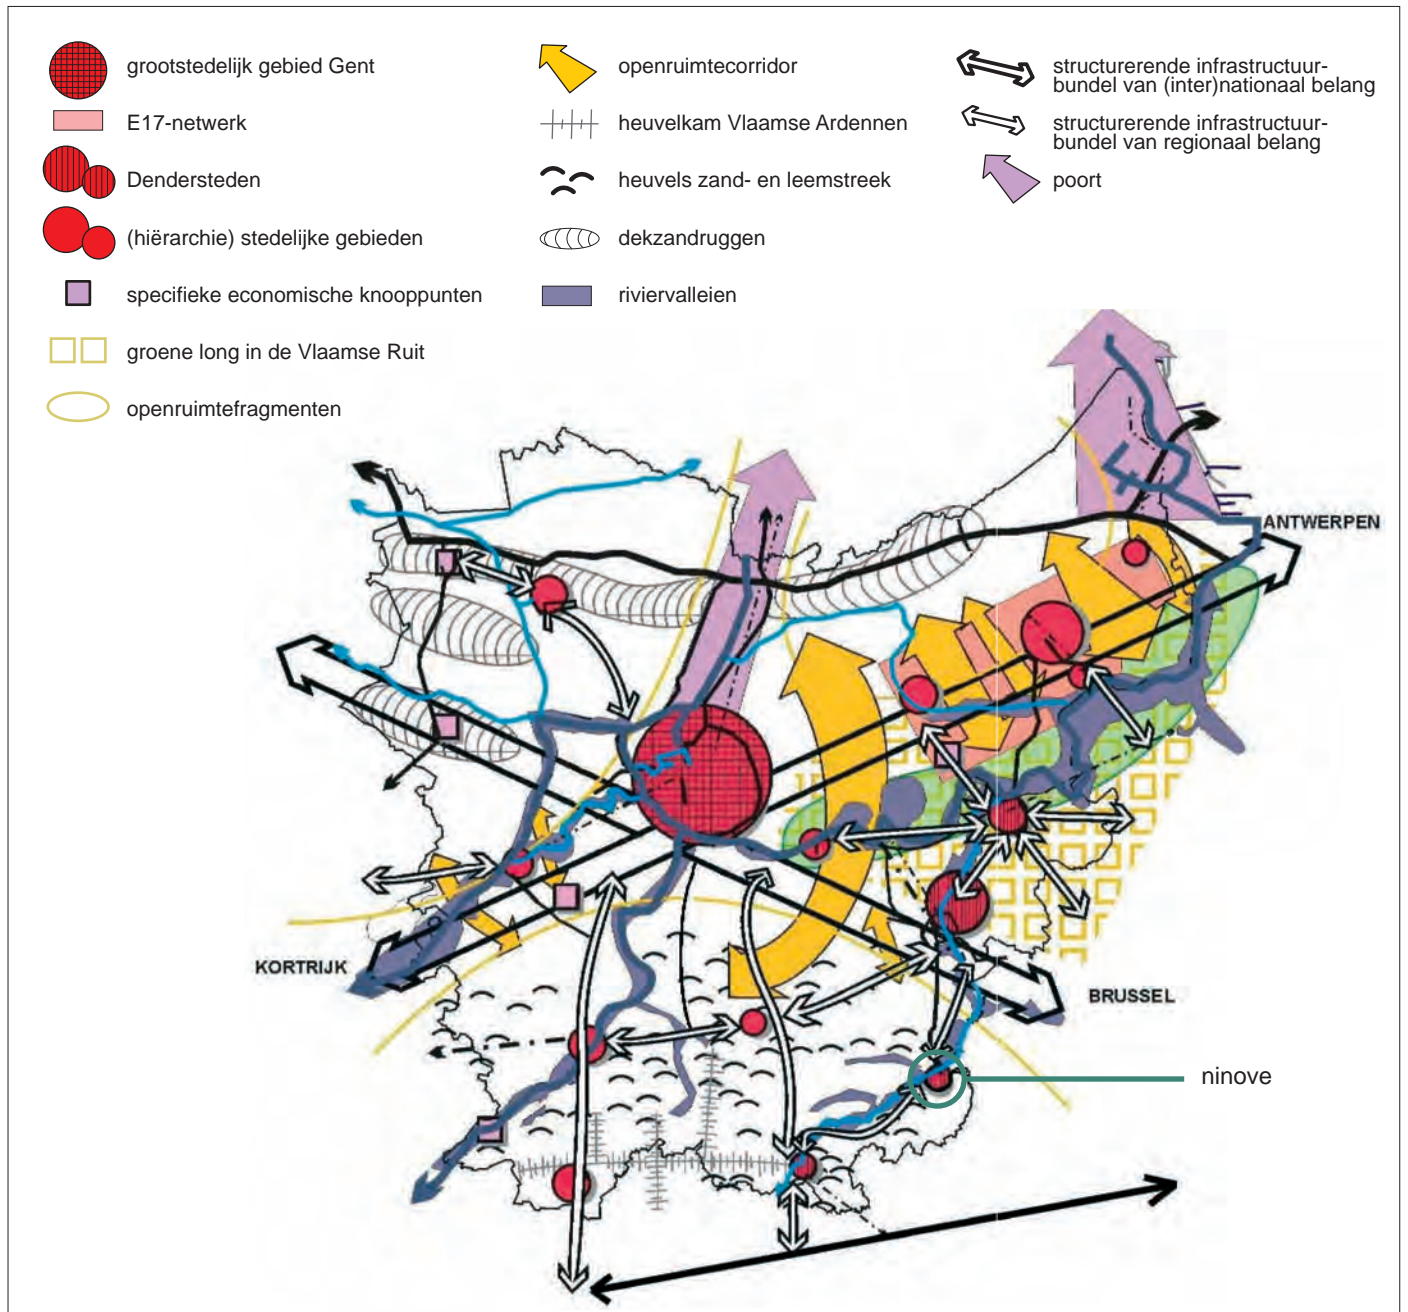 grootstedelijk gebied Gent
E17-netwerk
Dendersteden
(hiërarchie) stedelijke gebieden
specifieke economische knooppunten
groene long in de Vlaamse Ruit
openruimtefragmenten
openruimtecorridor
heuvelkam Vlaamse Ardennen
heuvels zand- en leemstreek
dekzandruggen
riviervalleien
structurerende infrastructuur-
bundel van (inter)nationaal belang
structurerende infrastructuur-
bundel van regionaal belang
poort
ANTWERPEN
KORTRIJK
BRUSSEL
ninove